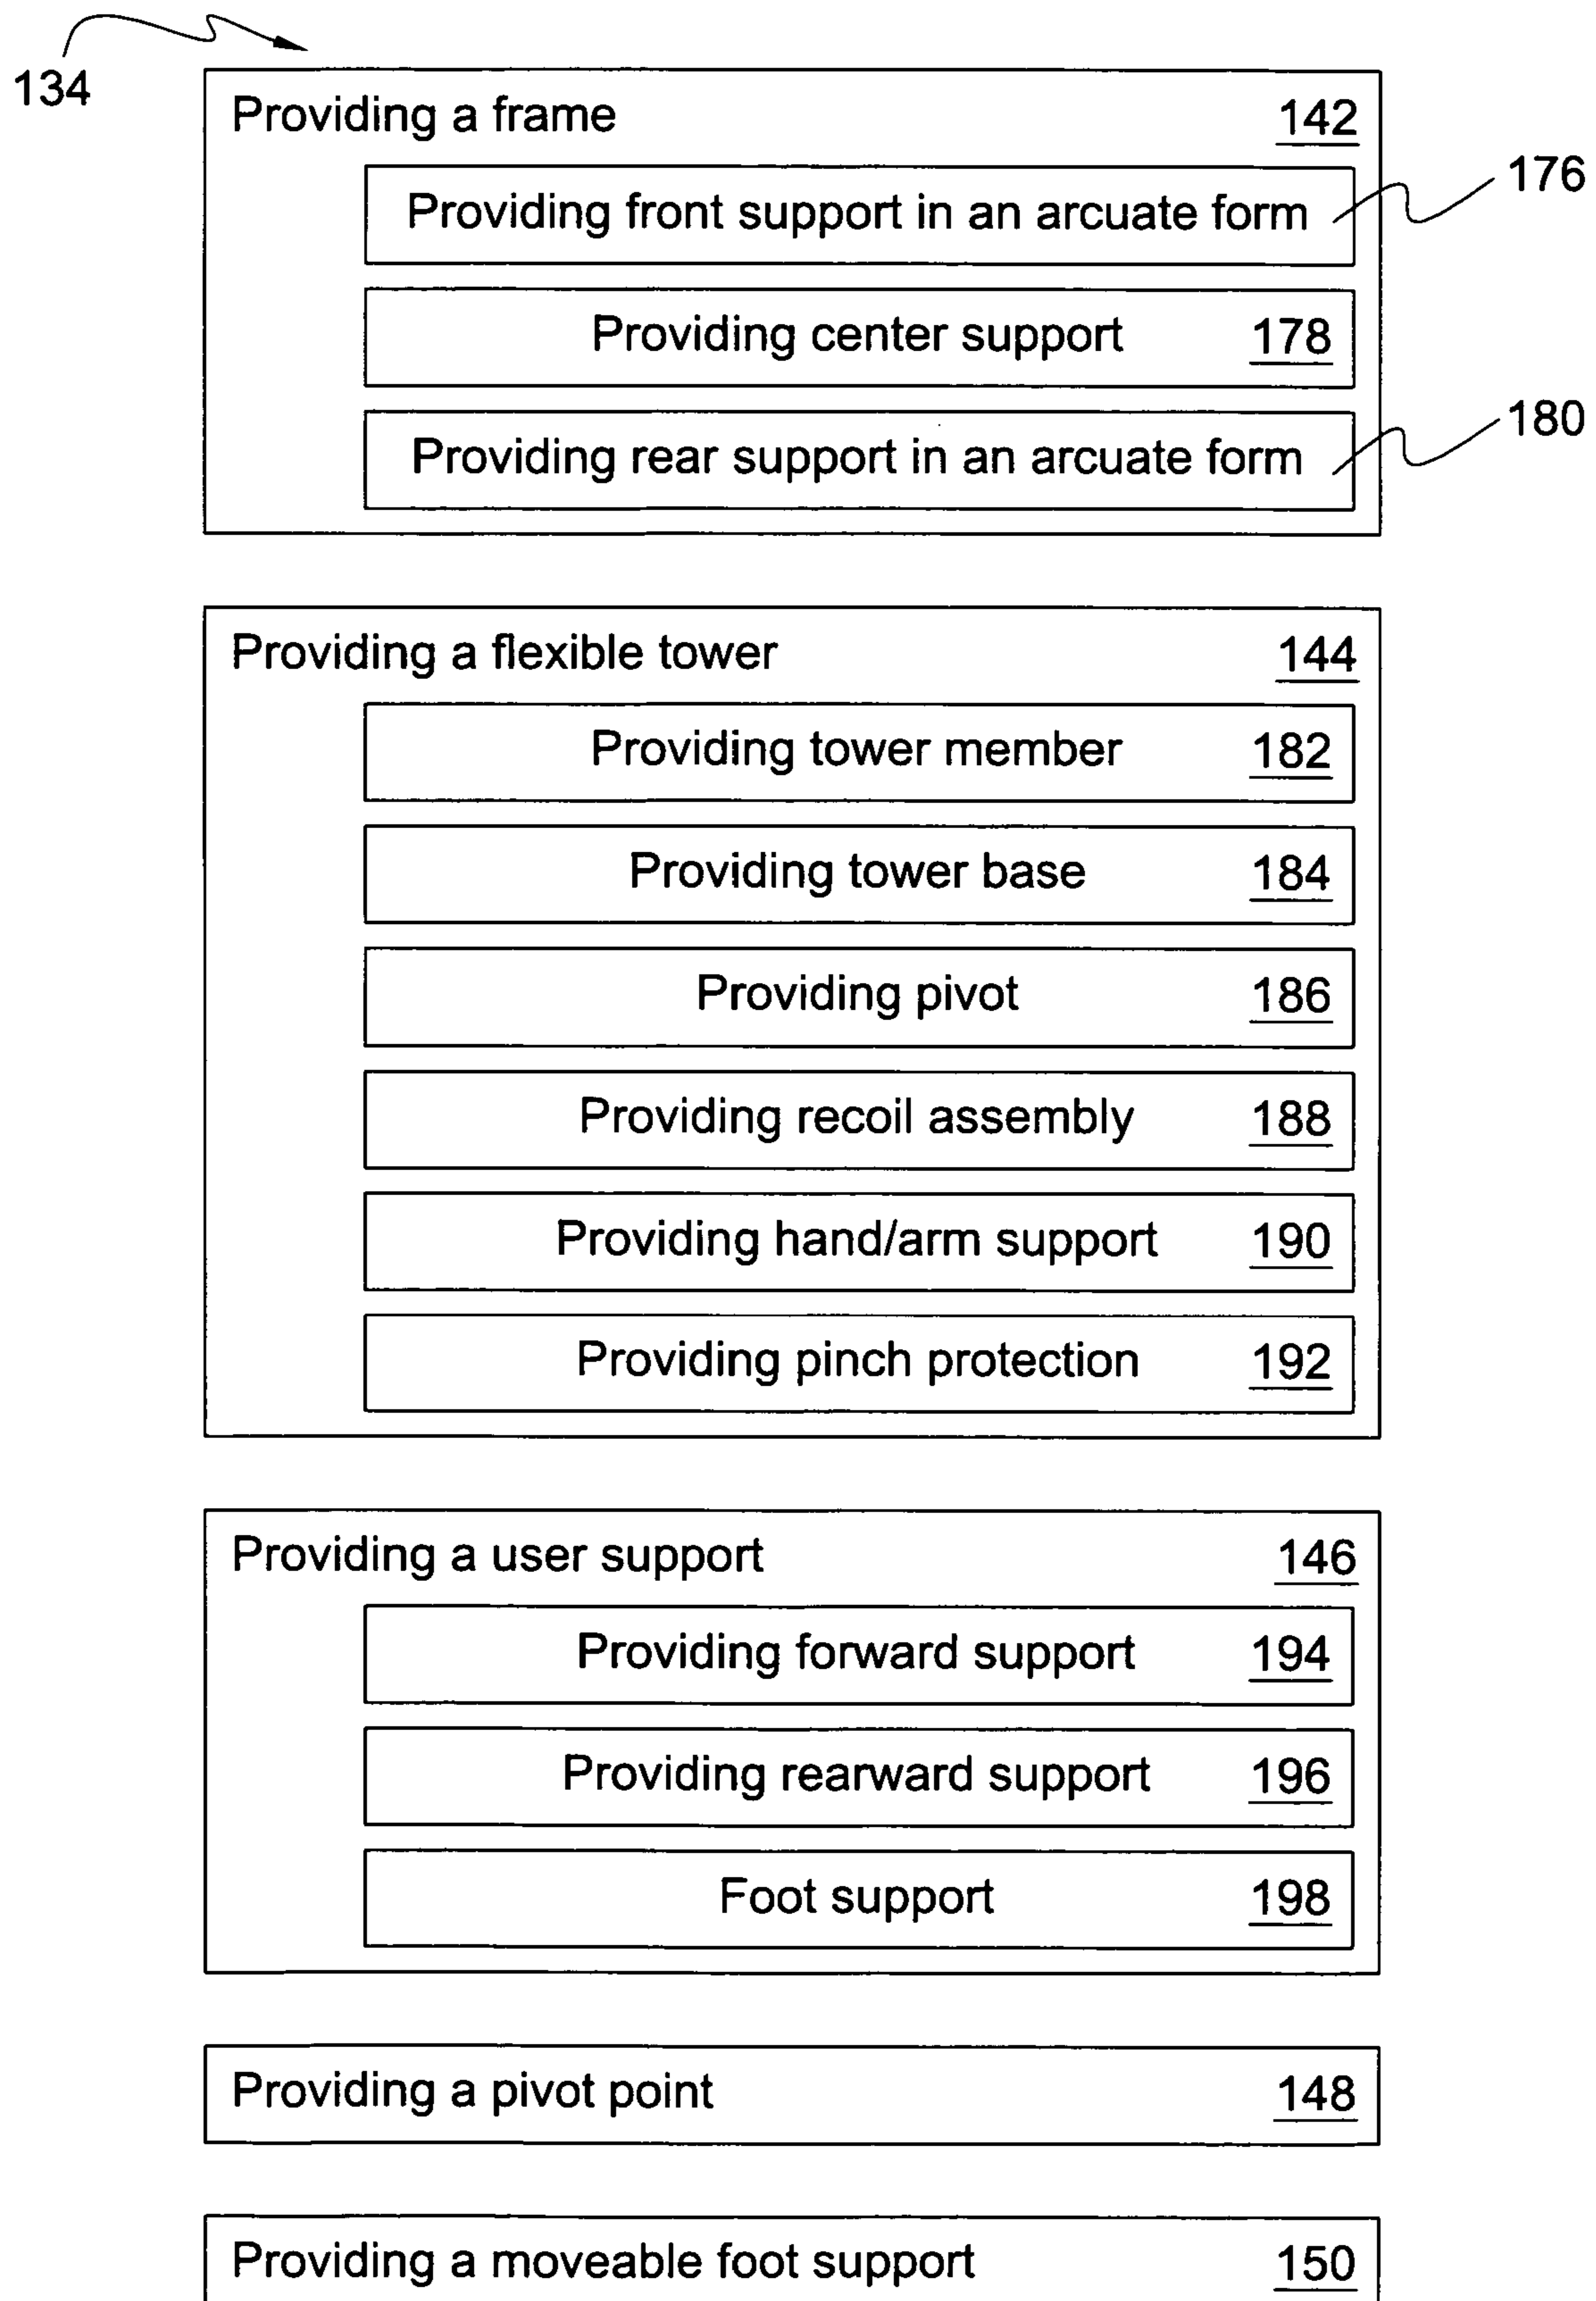 134
Providing a frame 142
Providing front support in an arcuate form 176
Providing center support 178
Providing rear support in an arcuate form 180
Providing a flexible tower 144
Providing tower member 182
Providing tower base 184
Providing pivot 186
Providing recoil assembly 188
Providing hand/arm support 190
Providing pinch protection 192
Providing a user support 146
Providing forward support 194
Providing rearward support 196
Foot support 198
Providing a pivot point 148
Providing a moveable foot support 150